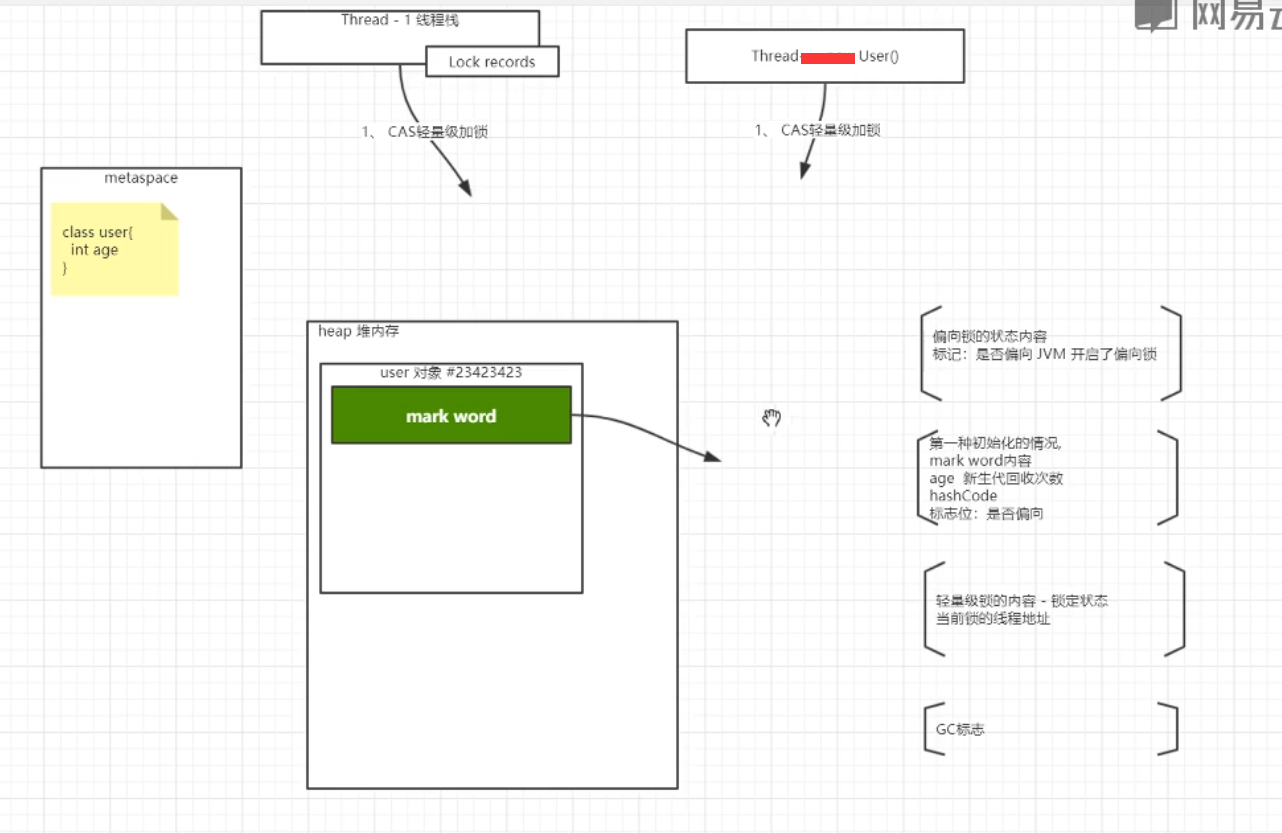 Thread - 1 线程栈
Lock records
Thread- User()
网易
1、 CAS轻量级加锁
1、 CAS轻量级加锁
metaspace
class user{
int age
}
heap 堆内存
user 对象 #23423423
mark word
偏向锁的状态内容
标记：是否偏向 JVM 开启了偏向锁
第一种初始化的情况,
mark word内容
age 新生代回收次数
hashCode
标志位：是否偏向
轻量级锁的内容 - 锁定状态
当前锁的线程地址
GC标志